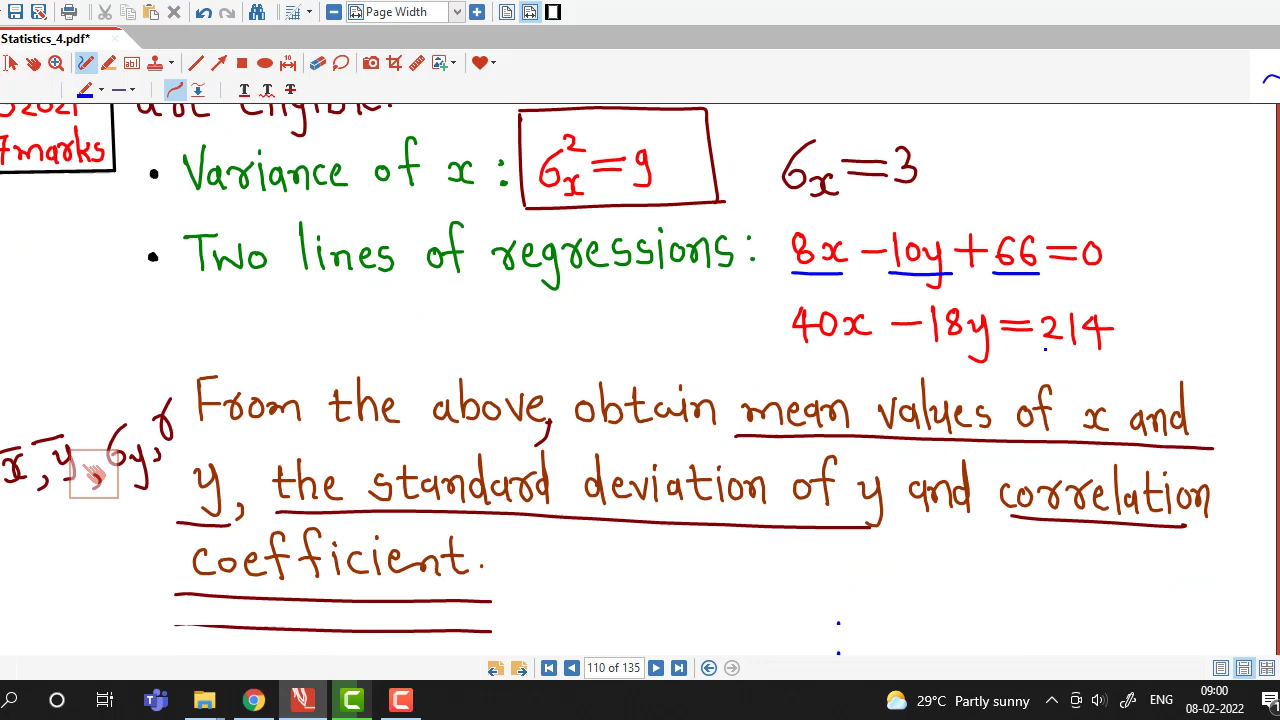 Page Width
Statistics_4.pdf*
are eligible.
7marks
• Variance of x : σx² = 9 σx = 3
• Two lines of regressions: 8x - 10y + 66 = 0
40x - 18y = 214
From the above, obtain mean values of x and
x̄, ȳ, σy, r
y, the standard deviation of y and correlation
coefficient.
110 of 135
29°C Partly sunny
ENG
09:00
08-02-2022